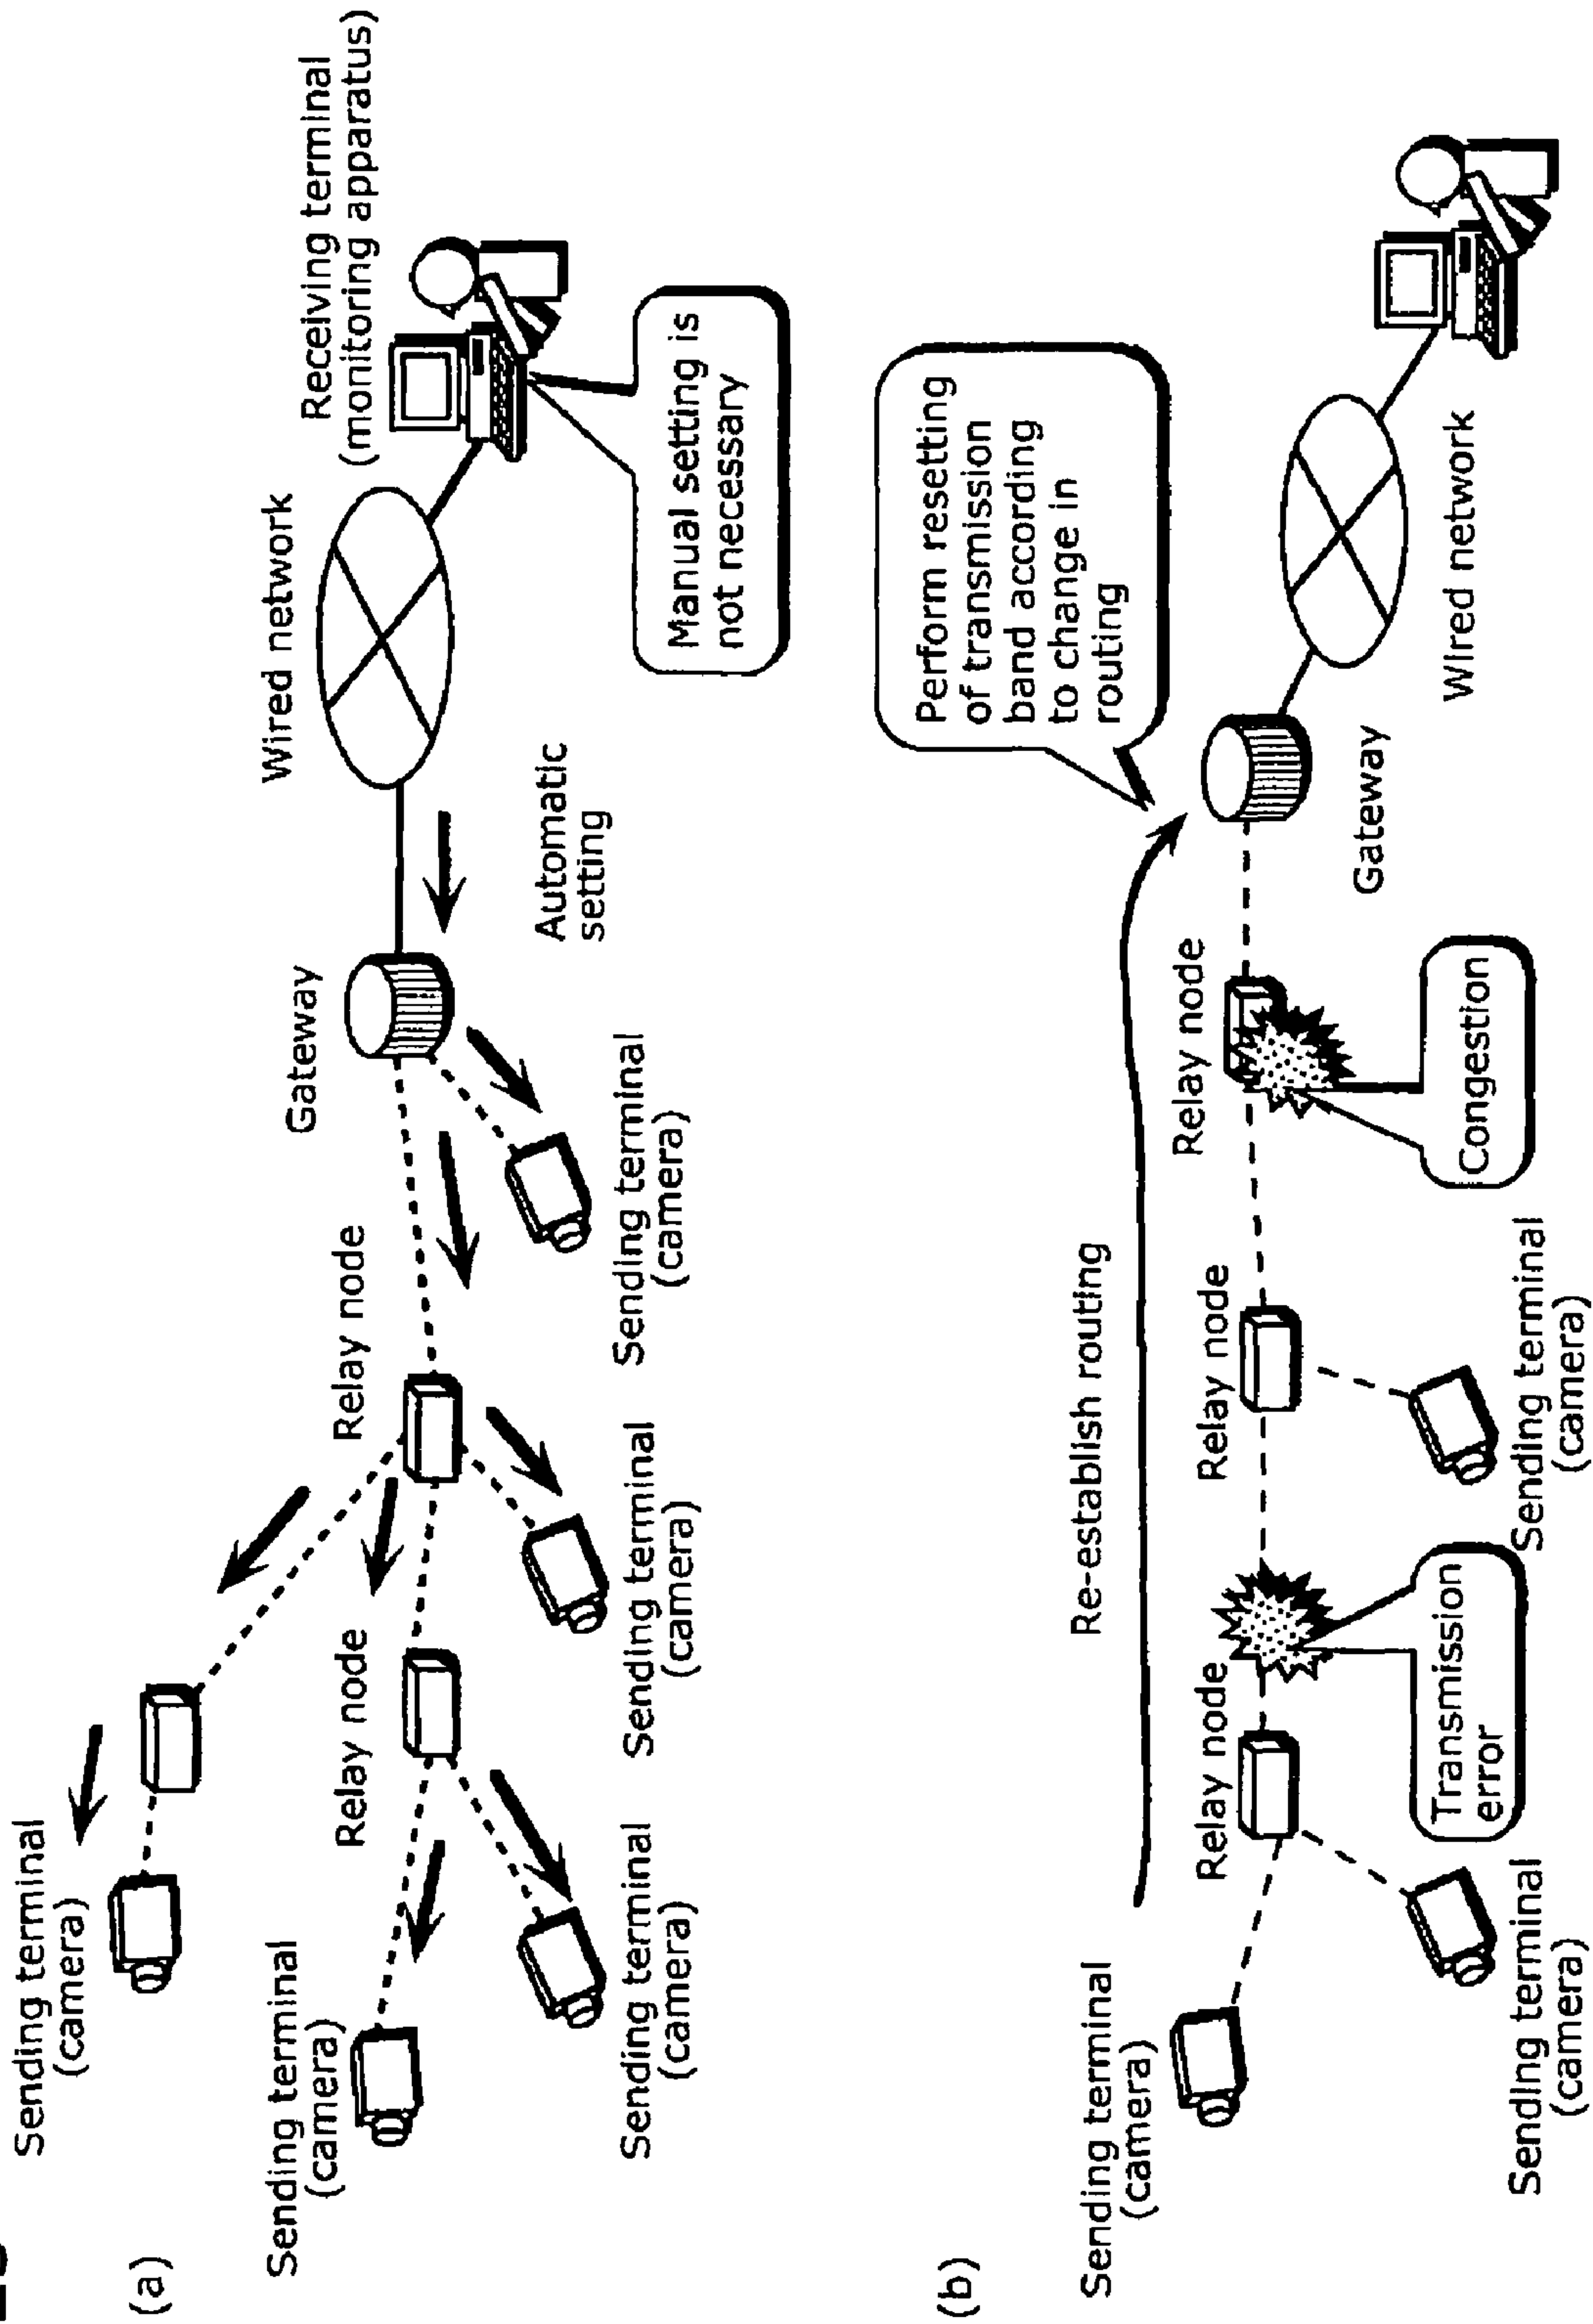 (a)
Sending terminal
(camera)
Sending terminal
(camera)
Sending terminal
(camera)
Relay node
Relay node
Sending terminal
(camera)
Sending terminal
(camera)
Gateway
Automatic
setting
Wired network
Receiving terminal
(monitoring apparatus)
Manual setting is
not necessary
(b)
Re-establish routing
Perform resetting
of transmission
band according
to change in
routing
Sending terminal
(camera)
Sending terminal
(camera)
Relay node
Transmission
error
Relay node
Sending terminal
(camera)
Relay node
Congestion
Gateway
Wired network